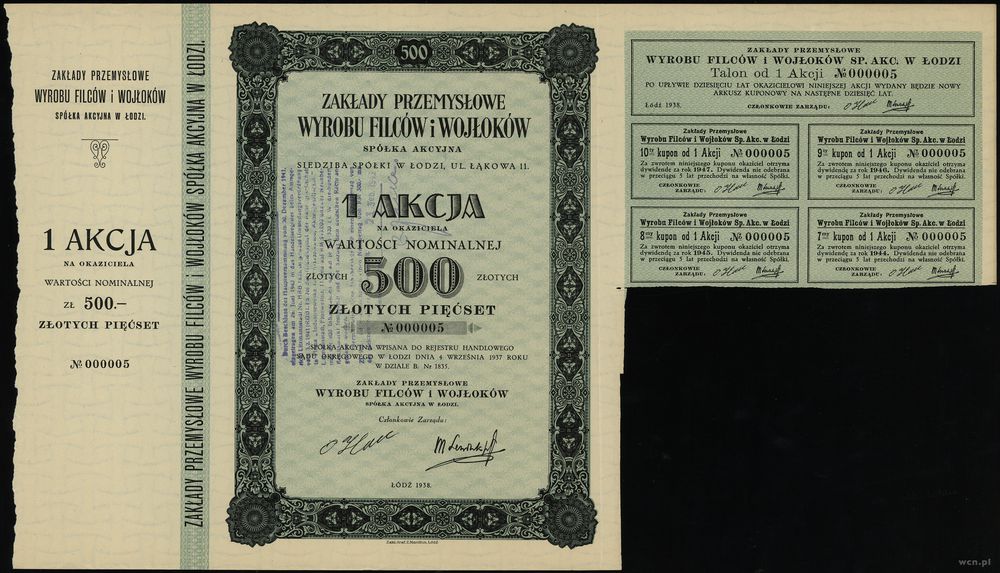 ZAKŁADY PRZEMYSŁOWE
WYROBU FILCÓW i WOJŁOKÓW
SPÓŁKA AKCYJNA W ŁODZI.
1 AKCJA
NA OKAZICIELA
WARTOŚCI NOMINALNEJ
ZŁ 500.—
ZŁOTYCH PIĘĆSET
№ 000005
ZAKŁADY PRZEMYSŁOWE WYROBU FILCÓW i WOJŁOKÓW SPÓŁKA AKCYJNA W ŁODZI.
500
ZAKŁADY PRZEMYSŁOWE
WYROBU FILCÓW i WOJŁOKÓW
SPÓŁKA AKCYJNA
SIEDZIBA SPÓŁKI W ŁODZI, UL. ŁĄKOWA 11.
1 AKCJA
NA OKAZICIELA
WARTOŚCI NOMINALNEJ
ZŁOTYCH 500 ZŁOTYCH
ZŁOTYCH PIĘĆSET
№ 000005
SPÓŁKA AKCYJNA WPISANA DO REJESTRU HANDLOWEGO
SĄDU OKRĘGOWEGO W ŁODZI DNIA 4 WRZEŚNIA 1937 ROKU
W DZIALE B. Nr 1835.
ZAKŁADY PRZEMYSŁOWE
WYROBU FILCÓW i WOJŁOKÓW
SPÓŁKA AKCYJNA W ŁODZI.
Członkowie Zarządu:
ŁÓDŹ 1938.
500
500
ZAKŁADY PRZEMYSŁOWE
WYROBU FILCÓW i WOJŁOKÓW SP. AKC. W ŁODZI
Talon od 1 Akcji № 000005
PO UPŁYWIE DZIESIĘCIU LAT OKAZICIELOWI NINIEJSZEJ AKCJI WYDANY BĘDZIE NOWY
ARKUSZ KUPONOWY NA NASTĘPNE DZIESIĘĆ LAT.
Łódź 1938. CZŁONKOWIE ZARZĄDU:
Zakłady Przemysłowe
Wyrobu Filców i Wojłoków Sp. Akc. w Łodzi
10ty kupon od 1 Akcji № 000005
Za zwrotem niniejszego kuponu okaziciel otrzyma
dywidendę za rok 1947. Dywidenda nie odebrana
w przeciągu 5 lat przechodzi na własność Spółki.
CZŁONKOWIE
ZARZĄDU:
Zakłady Przemysłowe
Wyrobu Filców i Wojłoków Sp. Akc. w Łodzi
9ty kupon od 1 Akcji № 000005
Za zwrotem niniejszego kuponu okaziciel otrzyma
dywidendę za rok 1946. Dywidenda nie odebrana
w przeciągu 5 lat przechodzi na własność Spółki.
CZŁONKOWIE
ZARZĄDU:
Zakłady Przemysłowe
Wyrobu Filców i Wojłoków Sp. Akc. w Łodzi
8my kupon od 1 Akcji № 000005
Za zwrotem niniejszego kuponu okaziciel otrzyma
dywidendę za rok 1945. Dywidenda nie odebrana
w przeciągu 5 lat przechodzi na własność Spółki.
CZŁONKOWIE
ZARZĄDU:
Zakłady Przemysłowe
Wyrobu Filców i Wojłoków Sp. Akc. w Łodzi
7my kupon od 1 Akcji № 000005
Za zwrotem niniejszego kuponu okaziciel otrzyma
dywidendę za rok 1944. Dywidenda nie odebrana
w przeciągu 5 lat przechodzi na własność Spółki.
CZŁONKOWIE
ZARZĄDU:
wcn.pl